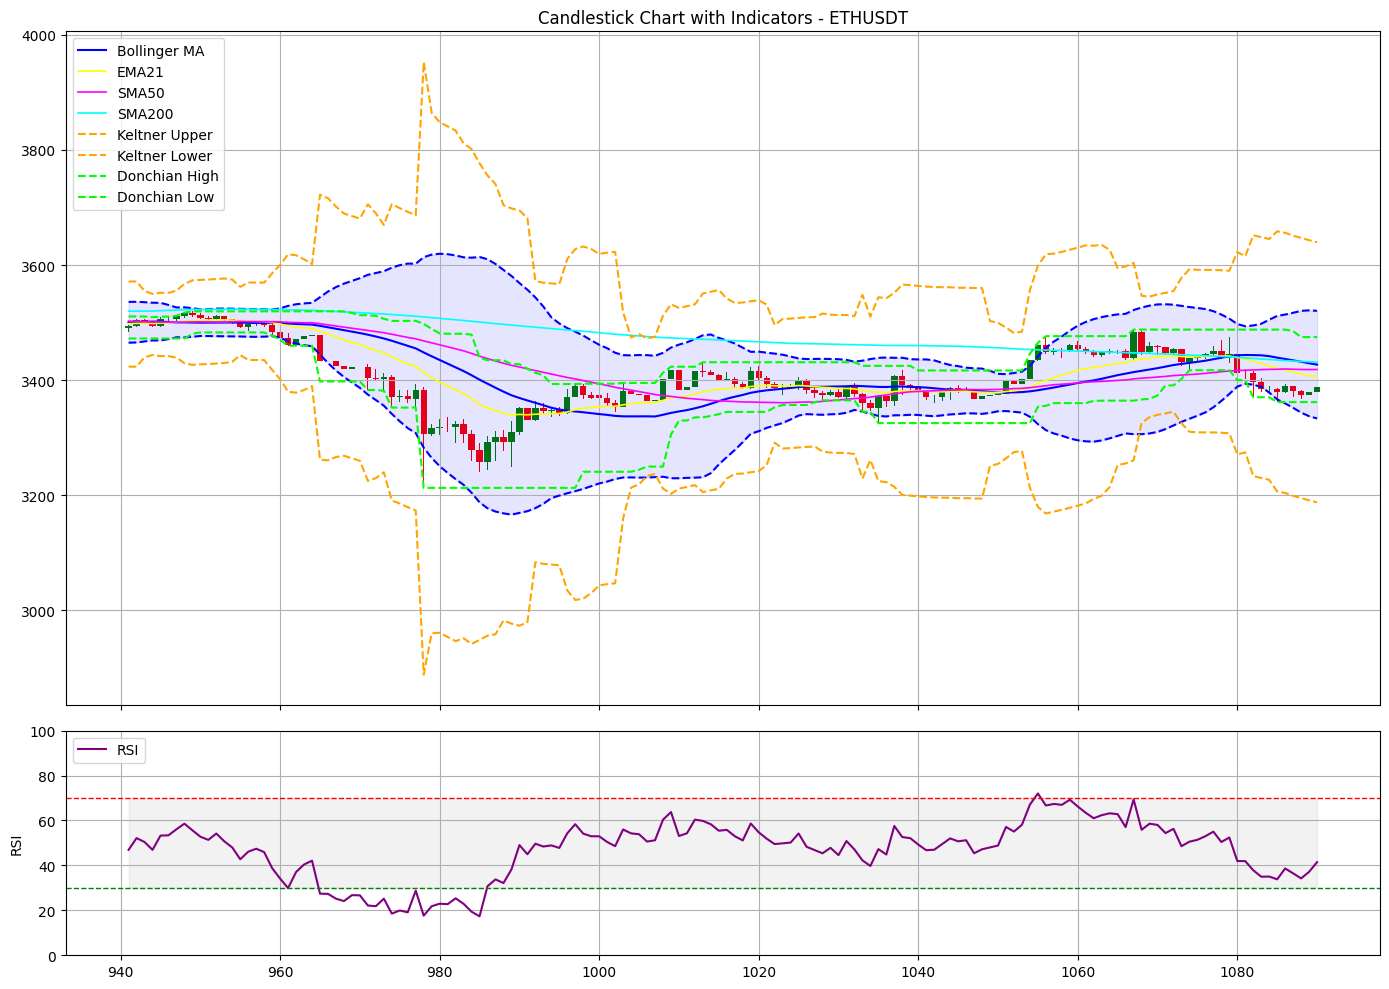 Candlestick Chart with Indicators - ETHUSDT
4000
3800
3600
3400
3200
3000
Bollinger MA
EMA21
SMA50
SMA200
Keltner Upper
Keltner Lower
Donchian High
Donchian Low
100
80
60
40
20
0
RSI
RSI
940
960
980
1000
1020
1040
1060
1080